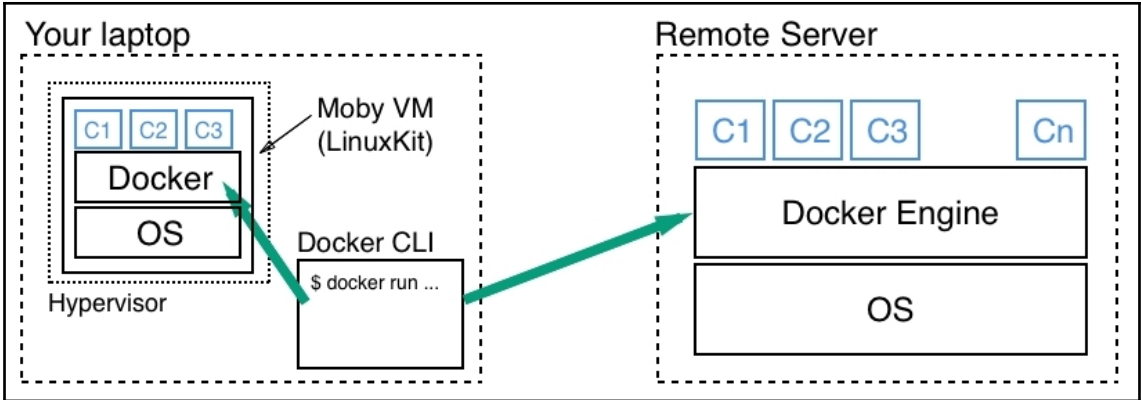 Your laptop
Moby VM
(LinuxKit)
C1 C2 C3
Docker
OS
Hypervisor
Docker CLI
$ docker run ...
Remote Server
C1 C2 C3 Cn
Docker Engine
OS